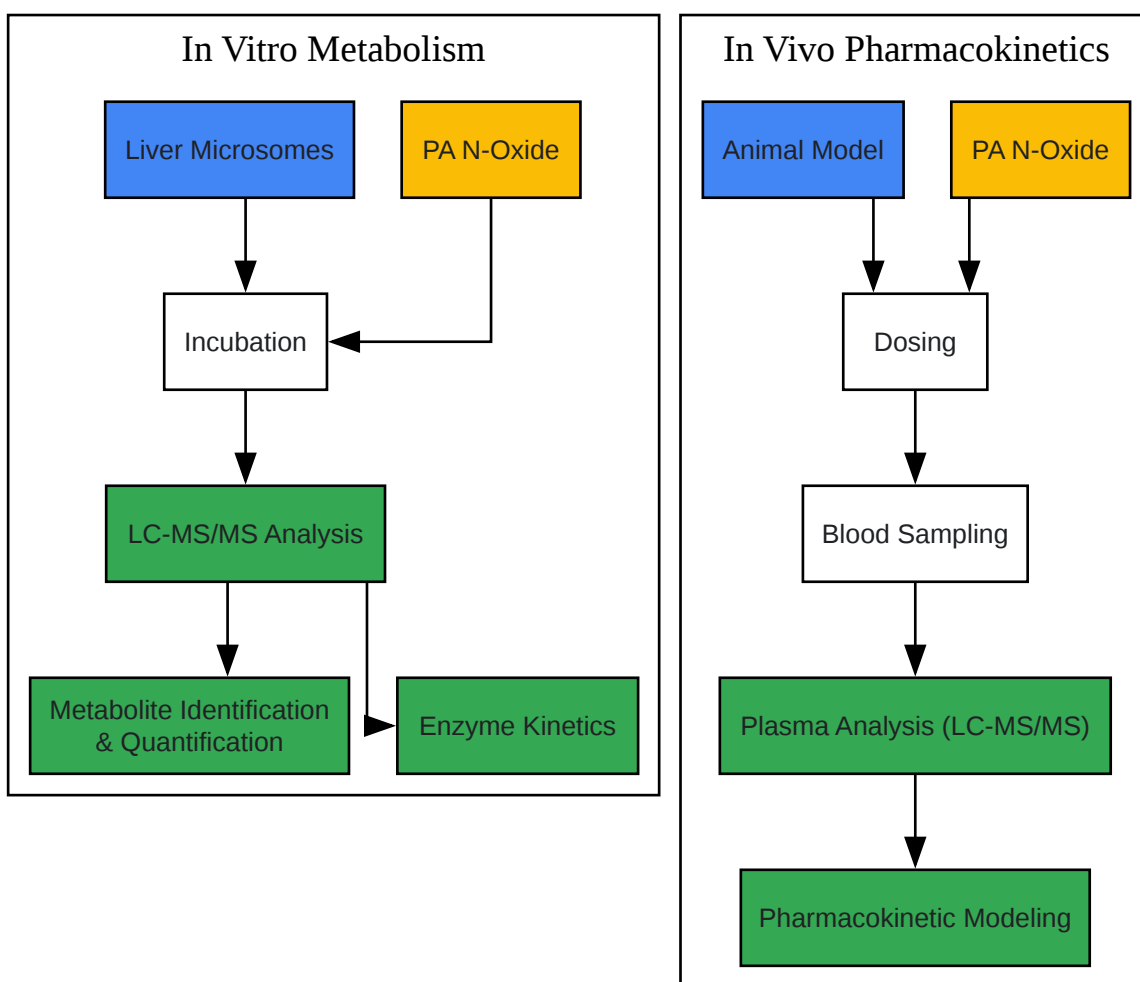 In Vitro Metabolism
Liver Microsomes
PA N-Oxide
Incubation
LC-MS/MS Analysis
Metabolite Identification
& Quantification
Enzyme Kinetics
In Vivo Pharmacokinetics
Animal Model
PA N-Oxide
Dosing
Blood Sampling
Plasma Analysis (LC-MS/MS)
Pharmacokinetic Modeling